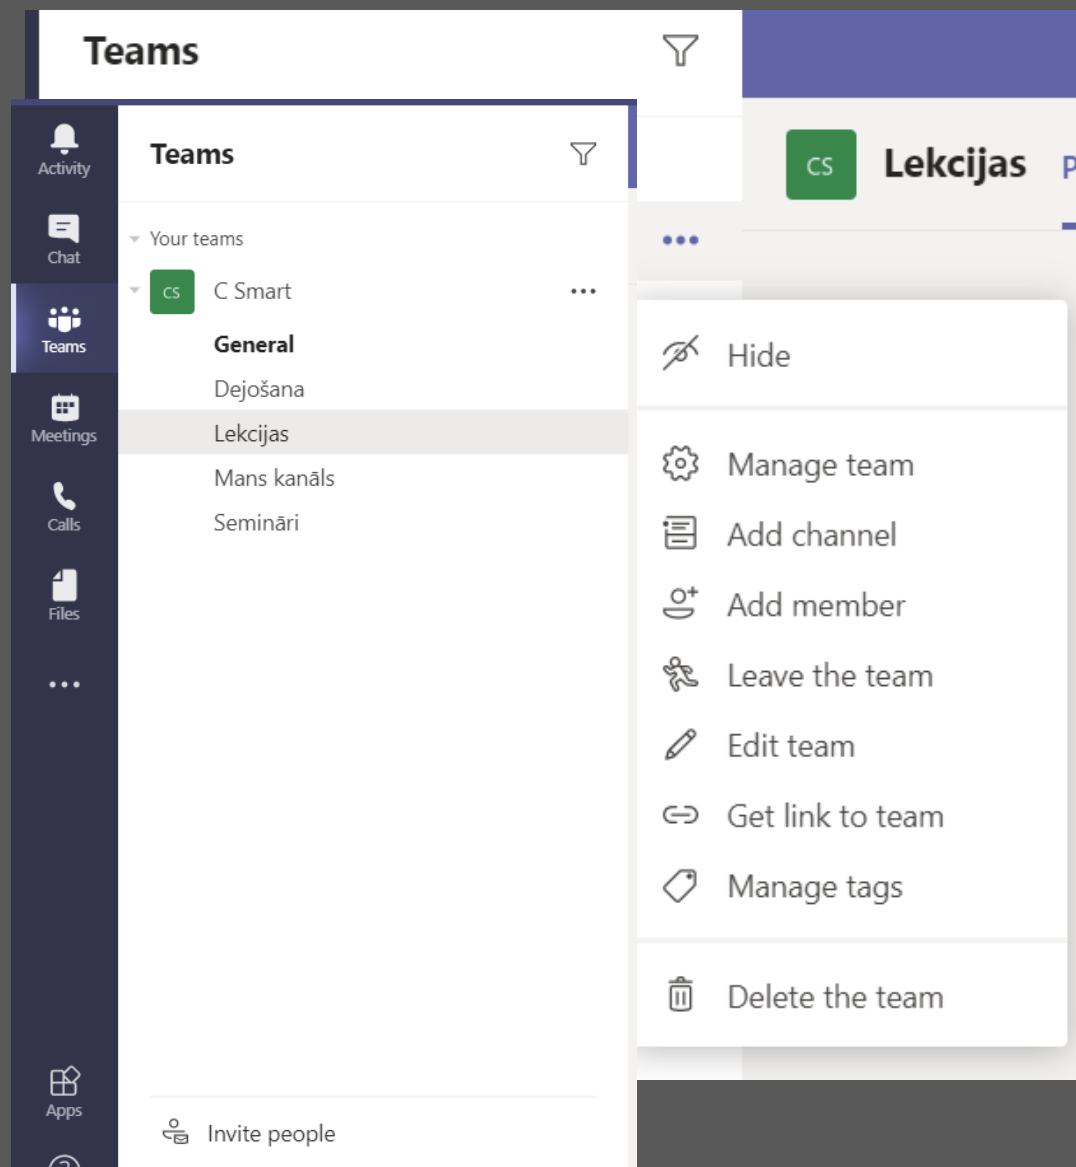 Teams
Activity
Chat
Teams
Meetings
Calls
Files
Apps
Teams
Your teams
CS
C Smart
General
Dejošana
Lekcijas
Mans kanāls
Semināri
Invite people
CS
Lekcijas
P
Hide
Manage team
Add channel
Add member
Leave the team
Edit team
Get link to team
Manage tags
Delete the team